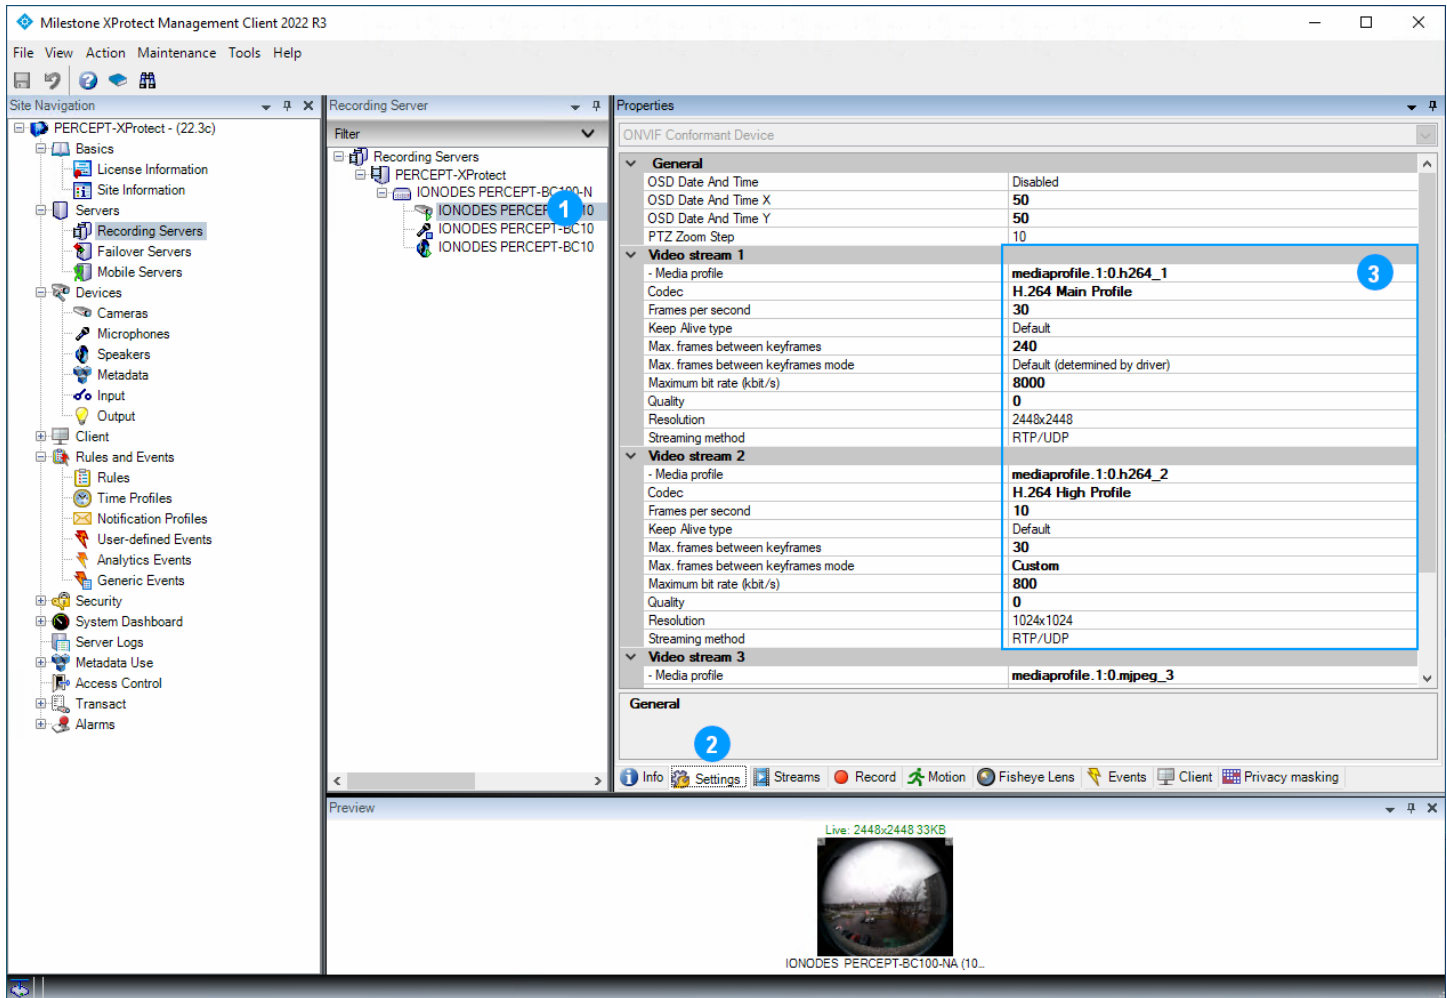 Milestone XProtect Management Client 2022 R3
File View Action Maintenance Tools Help
Site Navigation
PERCEPT-XProtect - (22.3c)
Basics
License Information
Site Information
Servers
Recording Servers
Failover Servers
Mobile Servers
Devices
Cameras
Microphones
Speakers
Metadata
Input
Output
Client
Rules and Events
Rules
Time Profiles
Notification Profiles
User-defined Events
Analytics Events
Generic Events
Security
System Dashboard
Server Logs
Metadata Use
Access Control
Transact
Alarms
Recording Server
Filter
Recording Servers
PERCEPT-XProtect
IONODES PERCEPT-BC100-N
IONODES PERCEP 1 10
IONODES PERCEPT-BC10
IONODES PERCEPT-BC10
Properties
ONVIF Conformant Device
General
OSD Date And Time Disabled
OSD Date And Time X 50
OSD Date And Time Y 50
PTZ Zoom Step 10
Video stream 1
3
- Media profile mediaprofile.1:0.h264_1
Codec H.264 Main Profile
Frames per second 30
Keep Alive type Default
Max. frames between keyframes 240
Max. frames between keyframes mode Default (determined by driver)
Maximum bit rate (kbit/s) 8000
Quality 0
Resolution 2448x2448
Streaming method RTP/UDP
Video stream 2
- Media profile mediaprofile.1:0.h264_2
Codec H.264 High Profile
Frames per second 10
Keep Alive type Default
Max. frames between keyframes 30
Max. frames between keyframes mode Custom
Maximum bit rate (kbit/s) 800
Quality 0
Resolution 1024x1024
Streaming method RTP/UDP
Video stream 3
- Media profile mediaprofile.1:0.mjpeg_3
General
2
Info Settings Streams Record Motion Fisheye Lens Events Client Privacy masking
Preview
Live: 2448x2448 33KB
IONODES PERCEPT-BC100-NA (10...